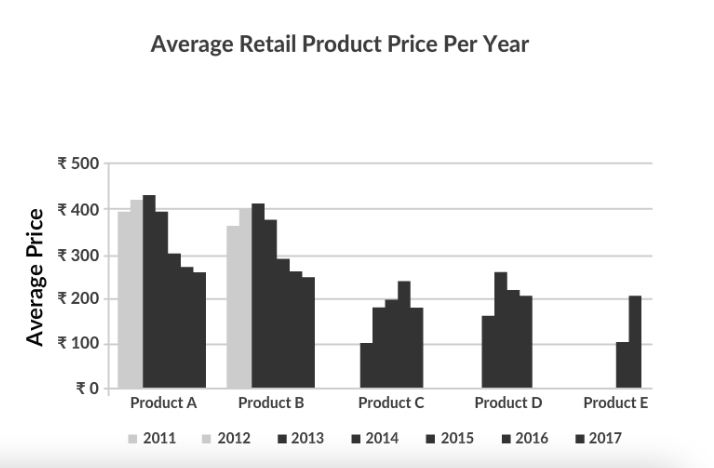 Average Retail Product Price Per Year
Average Price
₹ 500
₹ 400
₹ 300
₹ 200
₹ 100
₹ 0
Product A Product B Product C Product D Product E
2011 2012 2013 2014 2015 2016 2017